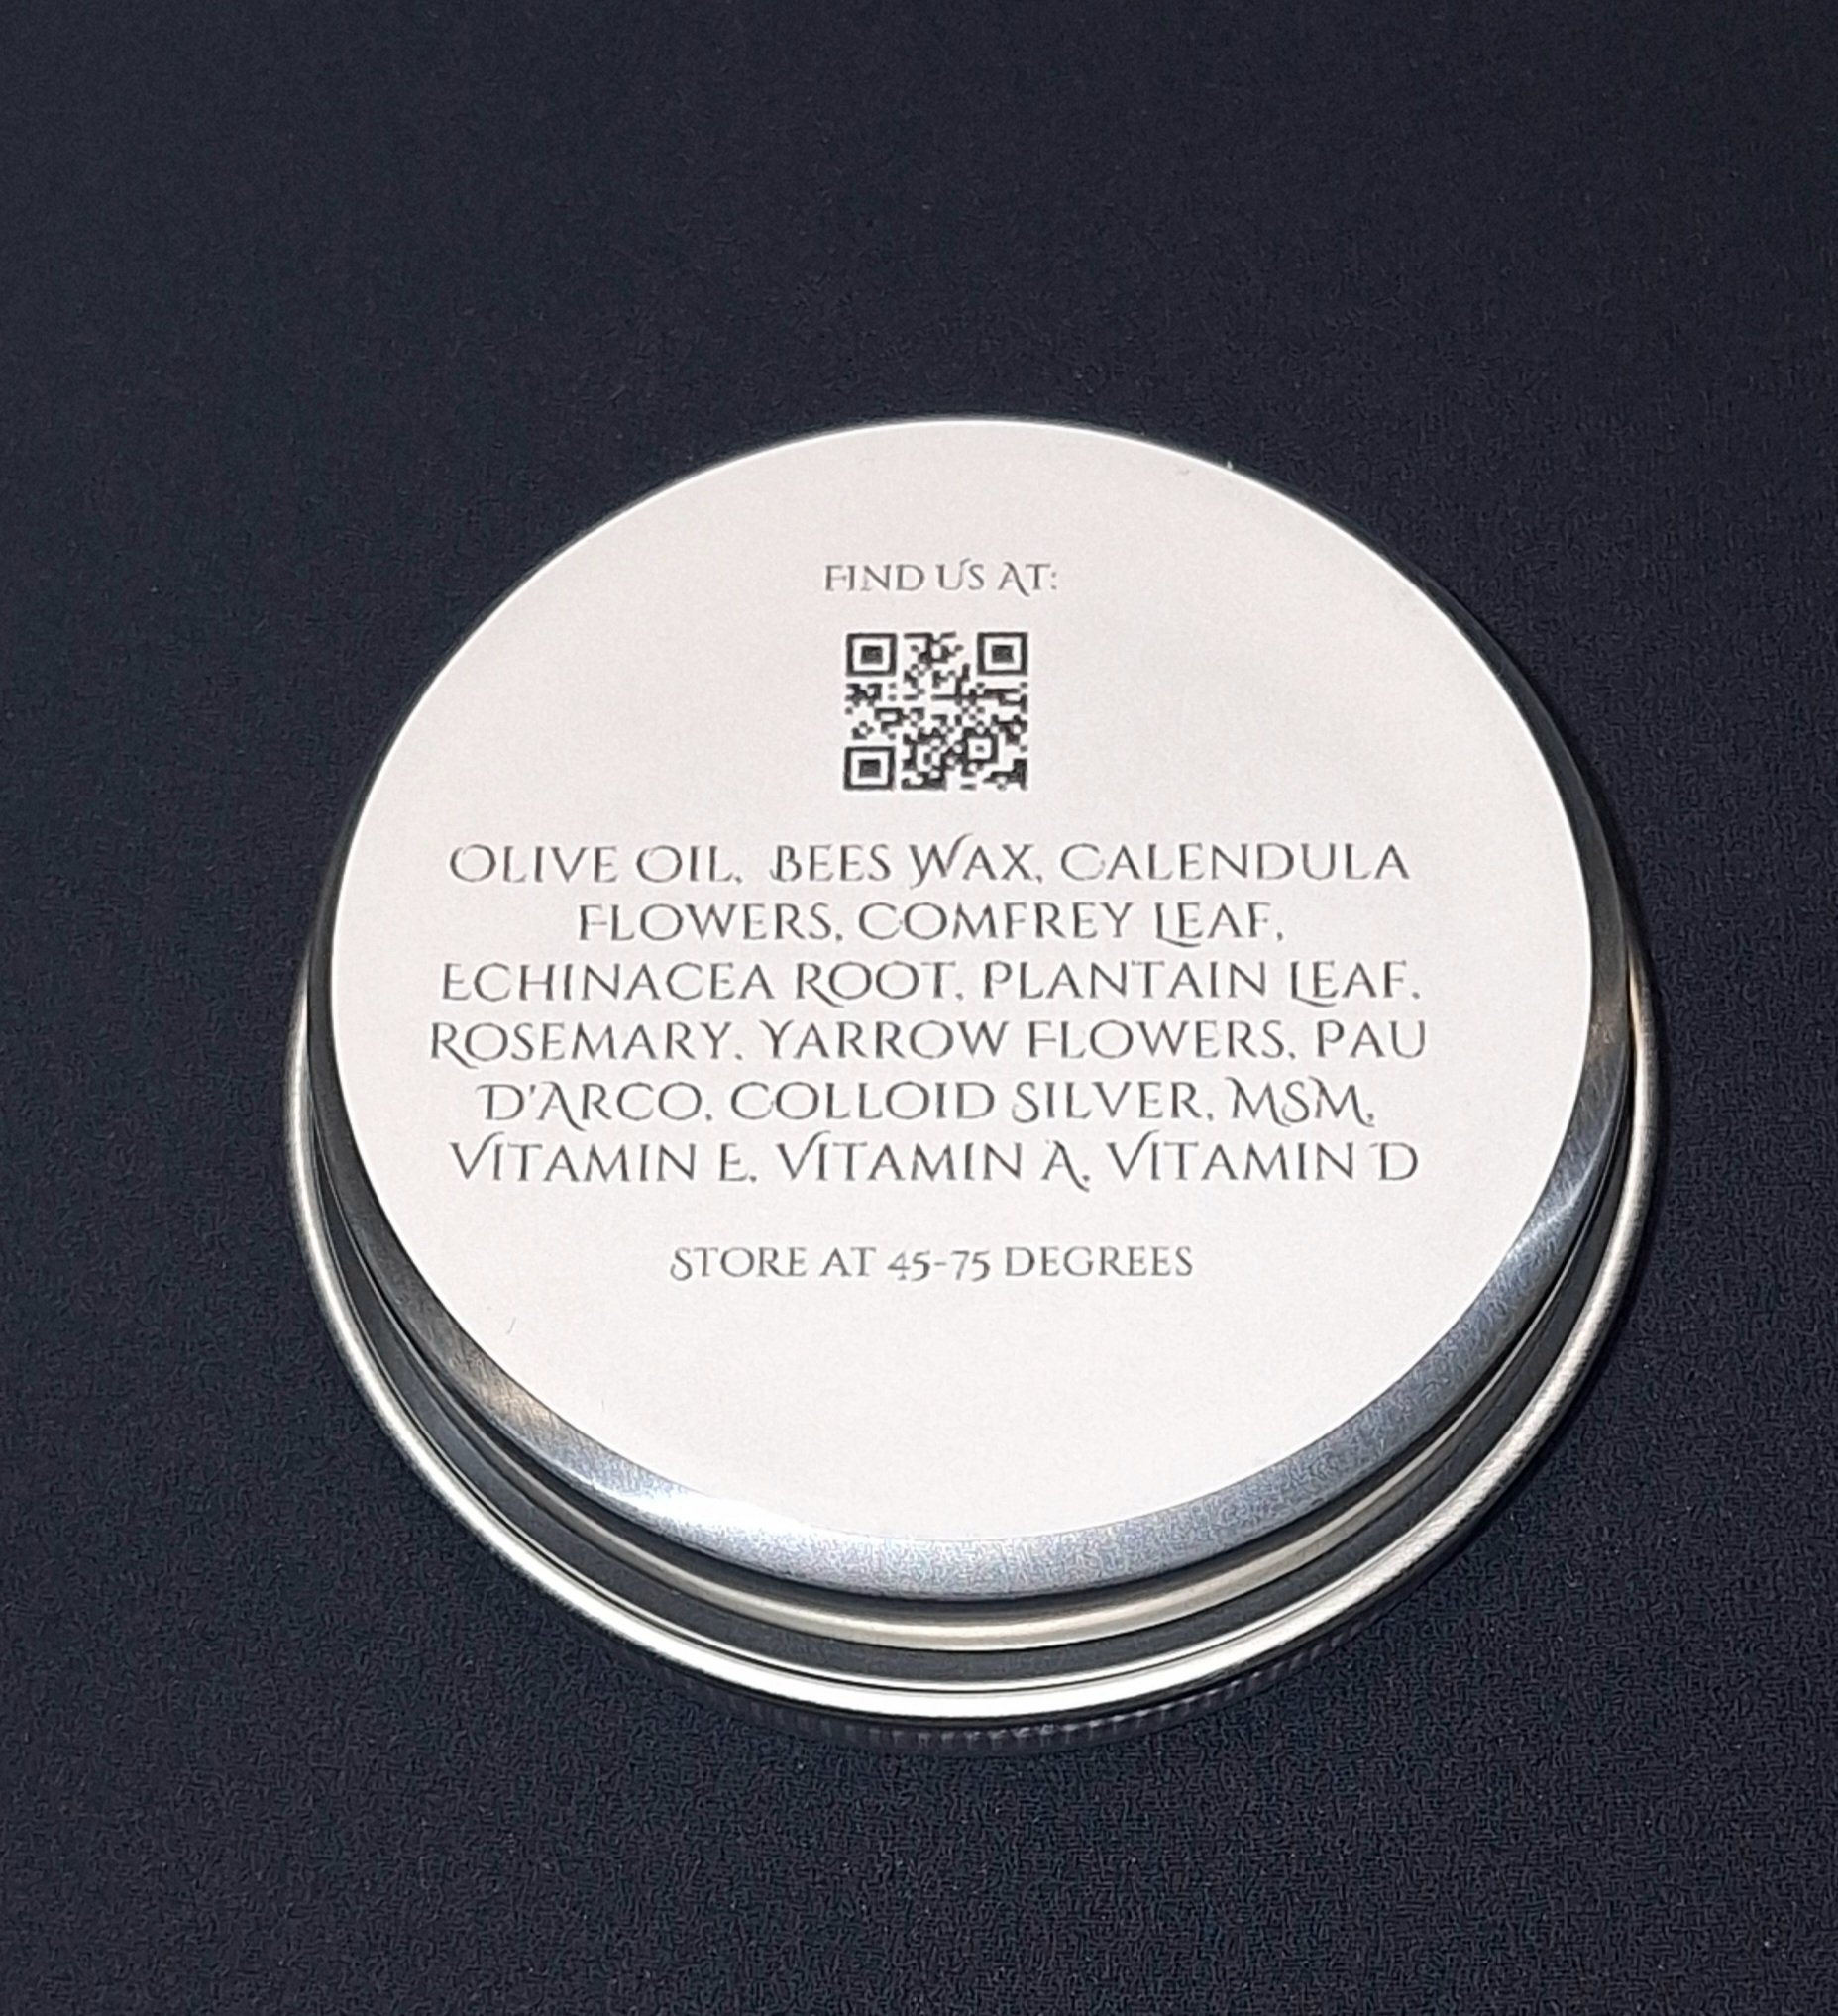 FIND US AT:
OLIVE OIL, BEES WAX, CALENDULA
FLOWERS, COMFREY LEAF,
ECHINACEA ROOT, PLANTAIN LEAF,
ROSEMARY, YARROW FLOWERS, PAU
D'ARCO, COLLOID SILVER, MSM,
VITAMIN E, VITAMIN A, VITAMIN D
STORE AT 45-75 DEGREES